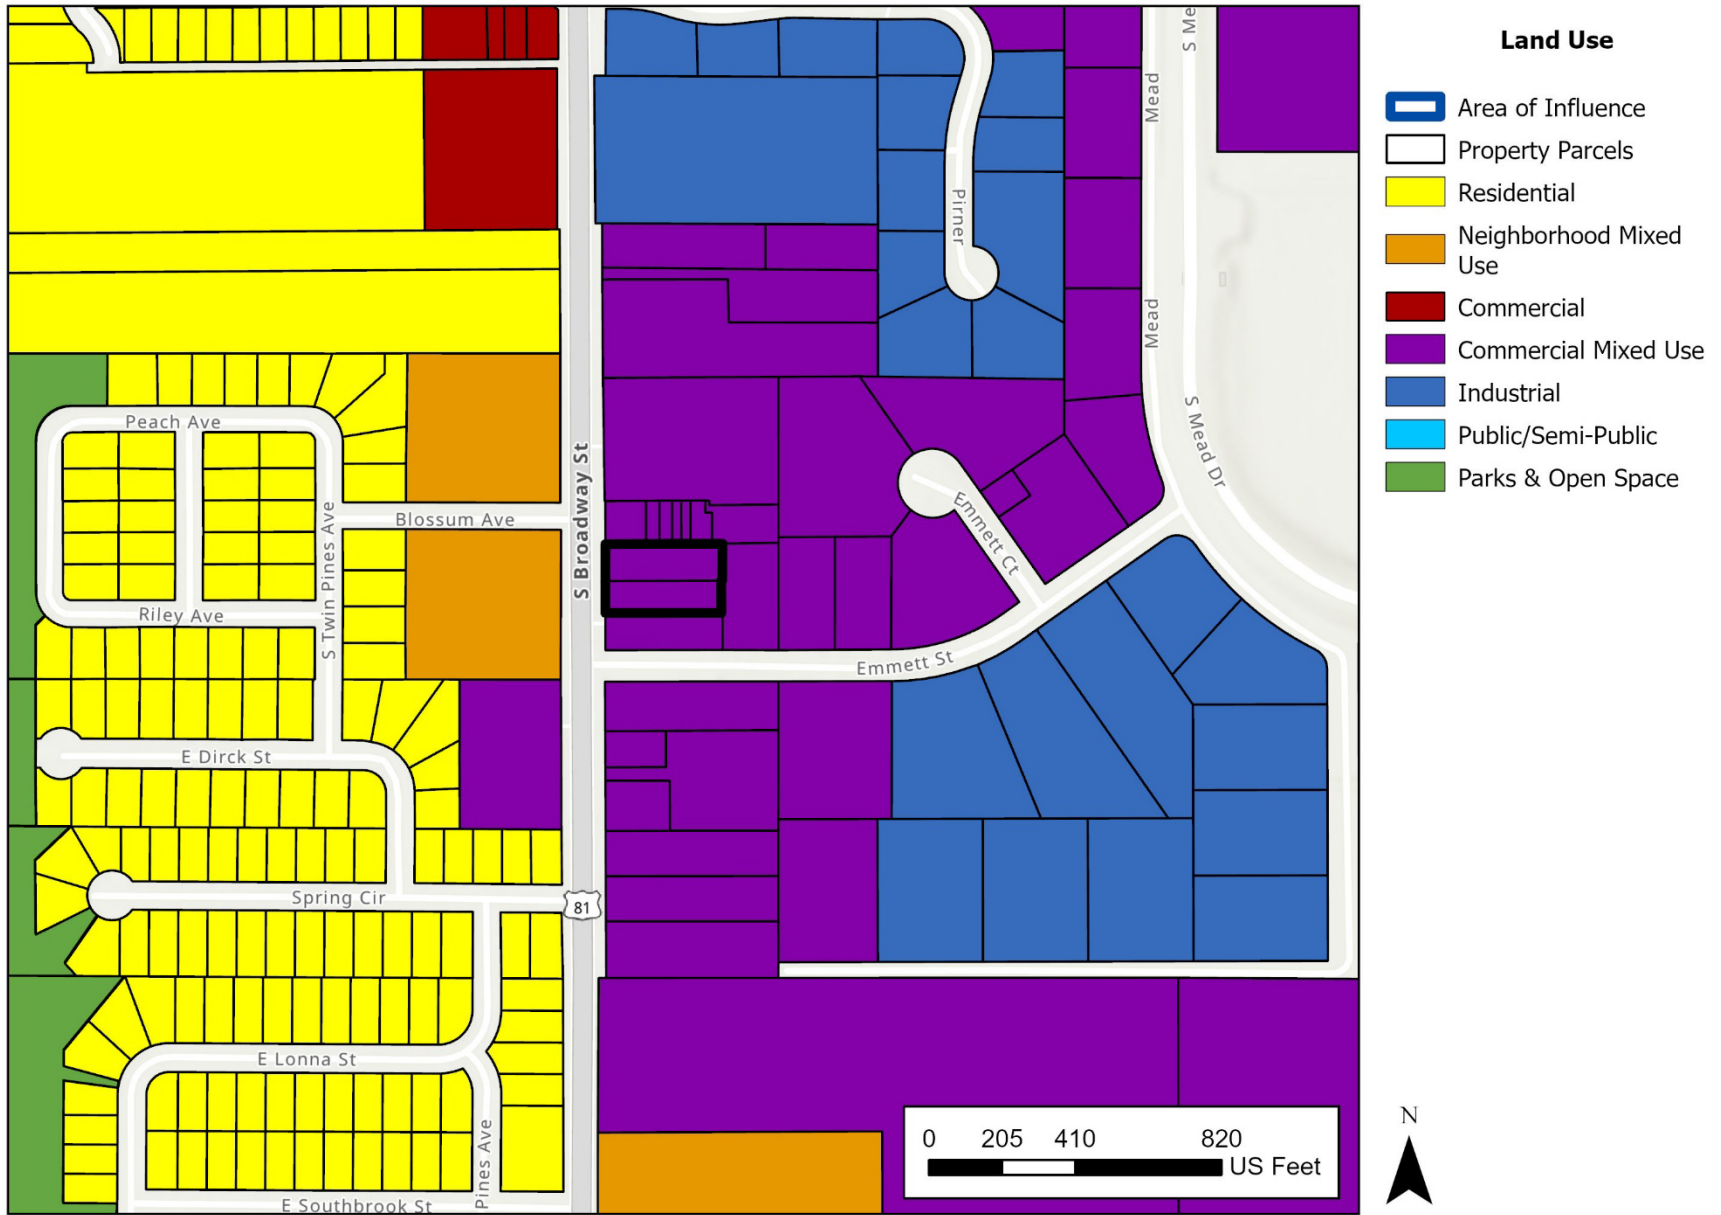 Land Use
Area of Influence
Property Parcels
Residential
Neighborhood Mixed
Use
Commercial
Commercial Mixed Use
Industrial
Public/Semi-Public
Parks & Open Space
S Me
Mead
Pirner
Mead
S Mead Dr
Peach Ave
S Broadway St
Blossum Ave
Emmett Ct
S Twin Pines Ave
Riley Ave
Emmett St
E Dirck St
Spring Cir
81
E Lonna St
Pines Ave
E Southbrook St
0 205 410 820
US Feet
N